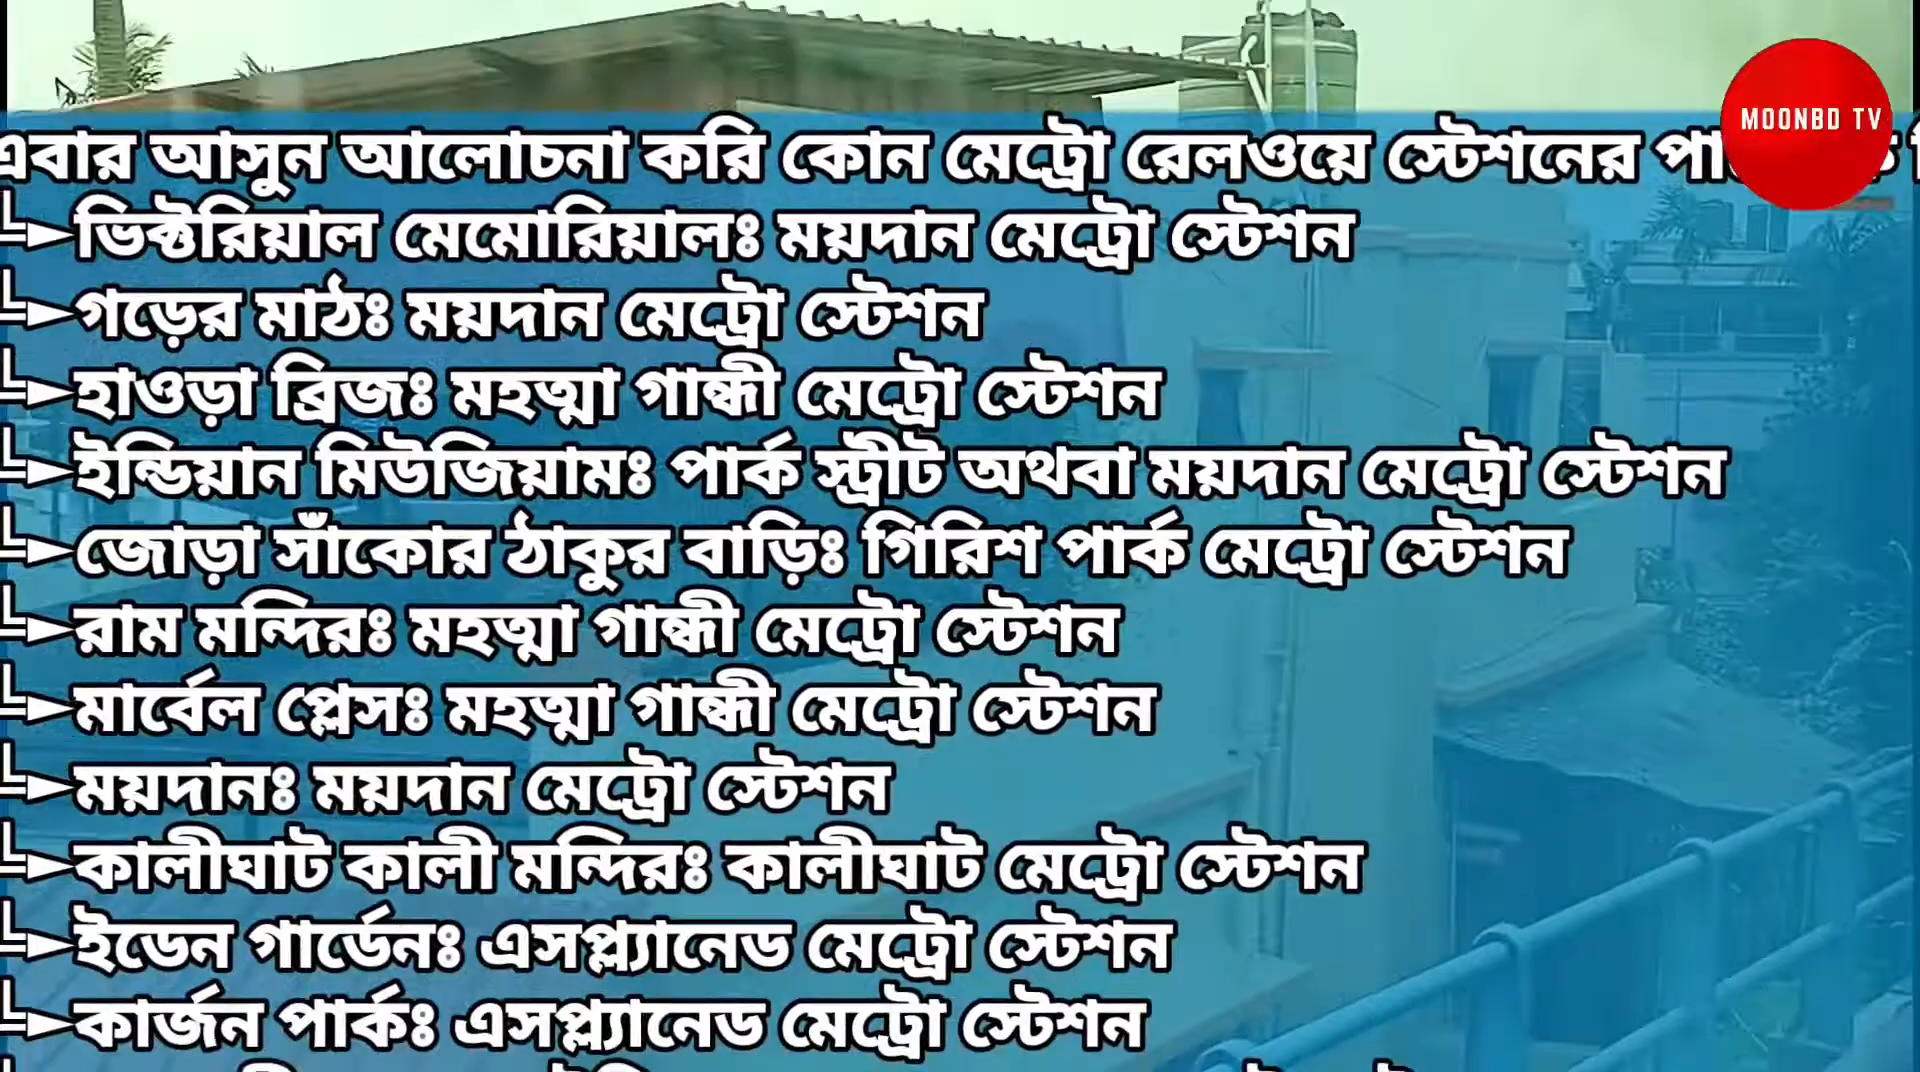 এবার আসুন আলোচনা করি কোন মেট্রো রেলওয়ে স্টেশনের
MOONBD TV
ভিক্টরিয়াল মেমোরিয়ালঃ ময়দান মেট্রো স্টেশন
গড়ের মাঠঃ ময়দান মেট্রো স্টেশন
হাওড়া ব্রিজঃ মহত্মা গান্ধী মেট্রো স্টেশন
ইন্ডিয়ান মিউজিয়ামঃ পার্ক স্ট্রীট অথবা ময়দান মেট্রো স্টেশন
জোড়া সাঁকোর ঠাকুর বাড়িঃ গিরিশ পার্ক মেট্রো স্টেশন
রাম মন্দিরঃ মহত্মা গান্ধী মেট্রো স্টেশন
মার্বেল প্লেসঃ মহত্মা গান্ধী মেট্রো স্টেশন
ময়দানঃ ময়দান মেট্রো স্টেশন
কালীঘাট কালী মন্দিরঃ কালীঘাট মেট্রো স্টেশন
ইডেন গার্ডেনঃ এসপ্ল্যানেড মেট্রো স্টেশন
কার্জন পার্কঃ এসপ্ল্যানেড মেট্রো স্টেশন